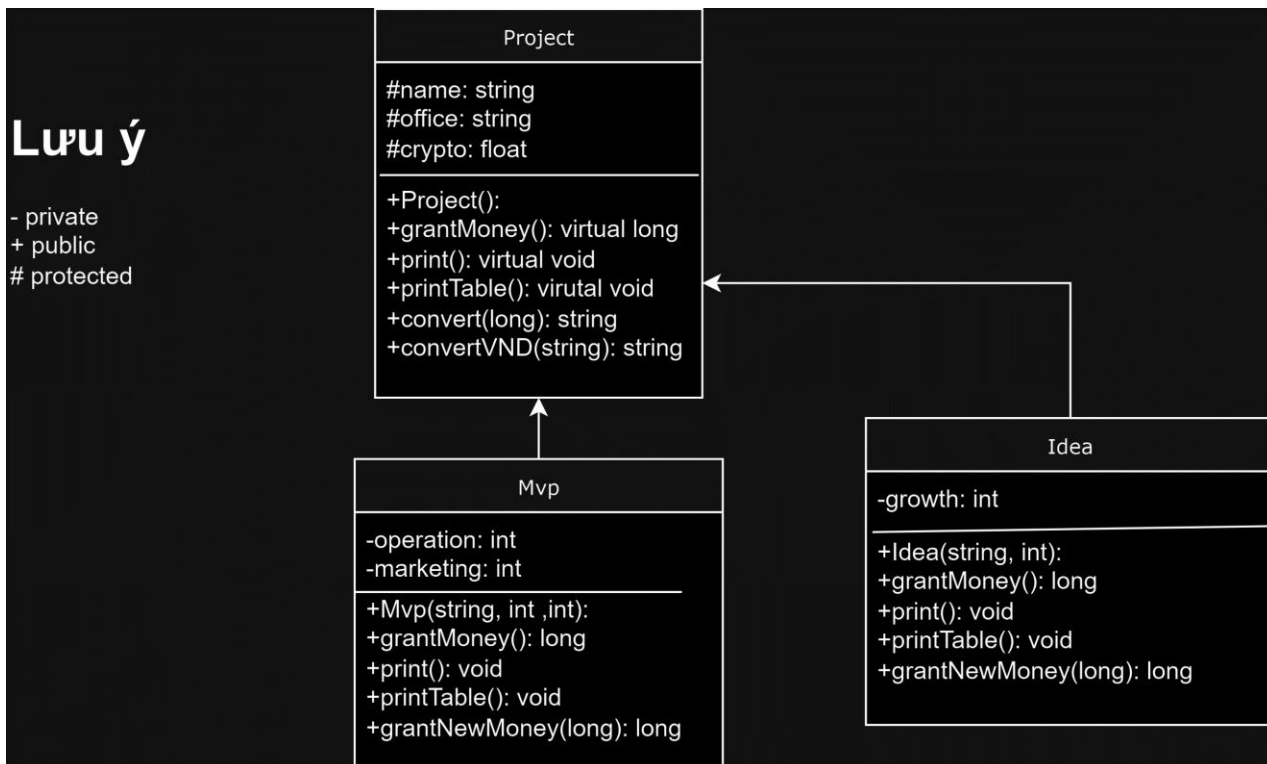 Lưu ý
- private
+ public
# protected
Project
#name: string
#office: string
#crypto: float
+Project():
+grantMoney(): virtual long
+print(): virtual void
+printTable(): virutal void
+convert(long): string
+convertVND(string): string
Mvp
-operation: int
-marketing: int
+Mvp(string, int ,int):
+grantMoney(): long
+print(): void
+printTable(): void
+grantNewMoney(long): long
Idea
-growth: int
+Idea(string, int):
+grantMoney(): long
+print(): void
+printTable(): void
+grantNewMoney(long): long